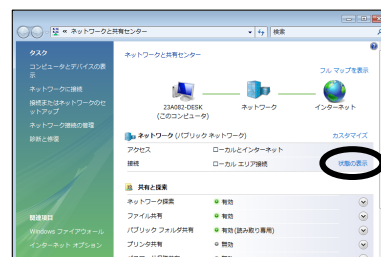 « ネットワークと共有センター
検索
タスク
コンピュータとデバイスの表
示
ネットワークに接続
接続またはネットワークのセ
ットアップ
ネットワーク接続の管理
診断と修復
関連項目
Windows ファイアウォール
インターネット オプション
ネットワークと共有センター
フル マップを表示
23A082-DESK
(このコンピュータ)
ネットワーク
インターネット
ネットワーク (パブリック ネットワーク)
カスタマイズ
アクセス
ローカルとインターネット
接続
ローカル エリア接続
状態の表示
共有と探索
ネットワーク探索
有効
ファイル共有
有効
パブリック フォルダ共有
有効(読み取り専用)
プリンタ共有
無効